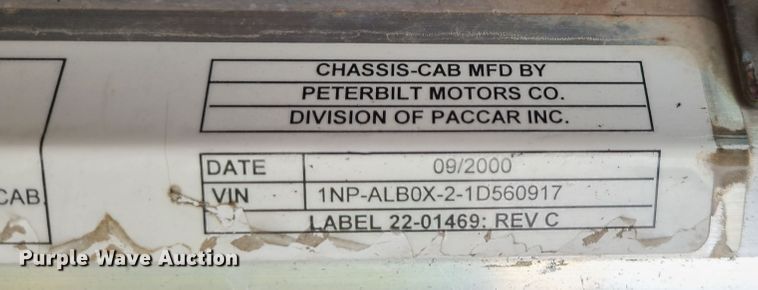 CHASSIS-CAB MFD BY
PETERBILT MOTORS CO.
DIVISION OF PACCAR INC.
DATE 09/2000
VIN 1NP-ALB0X-2-1D560917
LABEL 22-01469: REV C
CAB.
Purple Wave Auction